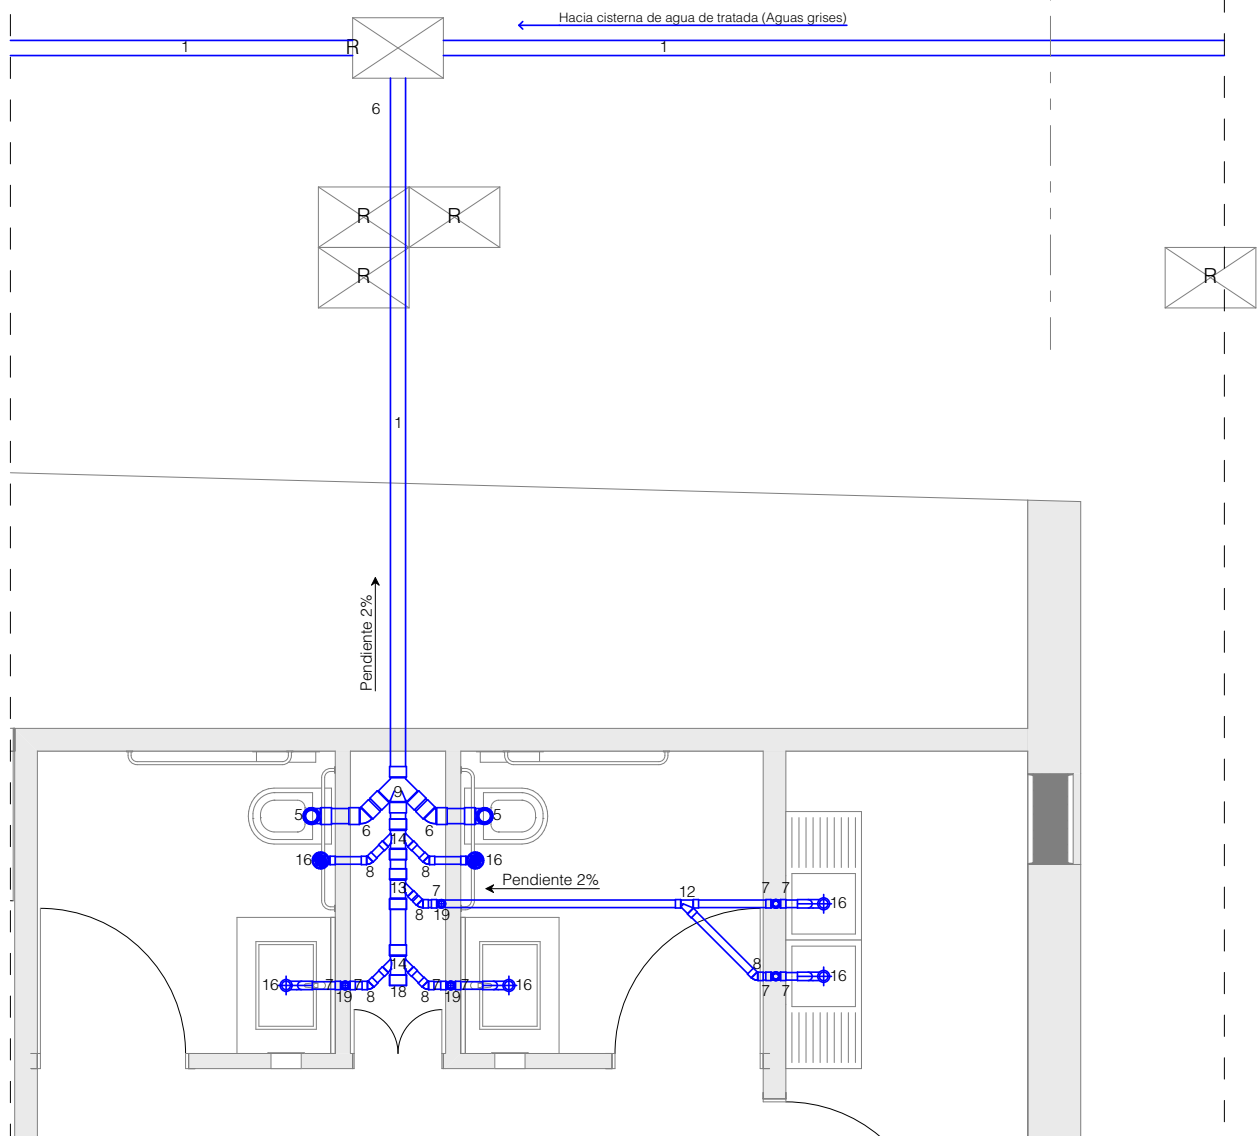 Hacia cisterna de agua de tratada (Aguas grises)
1 R 1
6
R R
R R
1
Pendiente 2%
9
5 5
6 6
14
16 16
8 8
Pendiente 2%
13 7 12 7 7
16
8 19
14 8
16 7 7 7 7 16 16
19 8 18 8 19
7 7